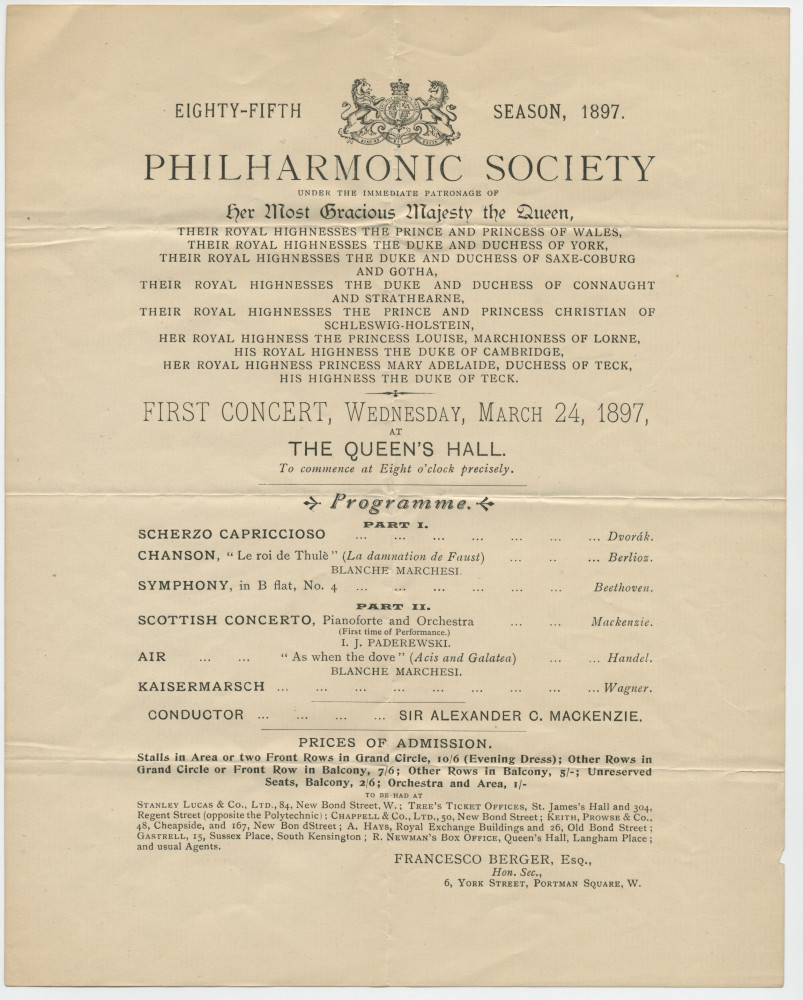 EIGHTY-FIFTH SEASON, 1897.
PHILHARMONIC SOCIETY
UNDER THE IMMEDIATE PATRONAGE OF
Her Most Gracious Majesty the Queen,
THEIR ROYAL HIGHNESSES THE PRINCE AND PRINCESS OF WALES,
THEIR ROYAL HIGHNESSES THE DUKE AND DUCHESS OF YORK,
THEIR ROYAL HIGHNESSES THE DUKE AND DUCHESS OF SAXE-COBURG
AND GOTHA,
THEIR ROYAL HIGHNESSES THE DUKE AND DUCHESS OF CONNAUGHT
AND STRATHEARNE,
THEIR ROYAL HIGHNESSES THE PRINCE AND PRINCESS CHRISTIAN OF
SCHLESWIG-HOLSTEIN,
HER ROYAL HIGHNESS THE PRINCESS LOUISE, MARCHIONESS OF LORNE,
HIS ROYAL HIGHNESS THE DUKE OF CAMBRIDGE,
HER ROYAL HIGHNESS PRINCESS MARY ADELAIDE, DUCHESS OF TECK,
HIS HIGHNESS THE DUKE OF TECK.
FIRST CONCERT, WEDNESDAY, MARCH 24, 1897,
AT
THE QUEEN'S HALL.
To commence at Eight o'clock precisely.
Programme.
PART I.
SCHERZO CAPRICCIOSO ... ... ... ... ... ... ... Dvorák.
CHANSON, "Le roi de Thulè" (La damnation de Faust) ... .. ... Berlioz.
BLANCHE MARCHESI.
SYMPHONY, in B flat, No. 4 ... ... ... ... ... ... Beethoven.
PART II.
SCOTTISH CONCERTO, Pianoforte and Orchestra ... ... Mackenzie.
(First time of Performance.)
I. J. PADEREWSKI.
AIR ... ... "As when the dove" (Acis and Galatea) ... ... Handel.
BLANCHE MARCHESI.
KAISERMARSCH ... ... ... ... ... ... ... ... ... Wagner.
CONDUCTOR ... ... ... ... SIR ALEXANDER C. MACKENZIE.
PRICES OF ADMISSION.
Stalls in Area or two Front Rows in Grand Circle, 10/6 (Evening Dress); Other Rows in
Grand Circle or Front Row in Balcony, 7/6; Other Rows in Balcony, 5/-; Unreserved
Seats, Balcony, 2/6; Orchestra and Area, 1/-
TO BE HAD AT
STANLEY LUCAS & CO., LTD., 84, New Bond Street, W.; TREE'S TICKET OFFICES, St. James's Hall and 304,
Regent Street (opposite the Polytechnic); CHAPPELL & CO., LTD., 50, New Bond Street; KEITH, PROWSE & CO.,
48, Cheapside, and 167, New Bon dStreet; A. HAYS, Royal Exchange Buildings and 26, Old Bond Street;
GASTRELL, 15, Sussex Place, South Kensington; R. NEWMAN'S BOX OFFICE, Queen's Hall, Langham Place;
and usual Agents.
FRANCESCO BERGER, ESQ.,
Hon. Sec.,
6, YORK STREET, PORTMAN SQUARE, W.